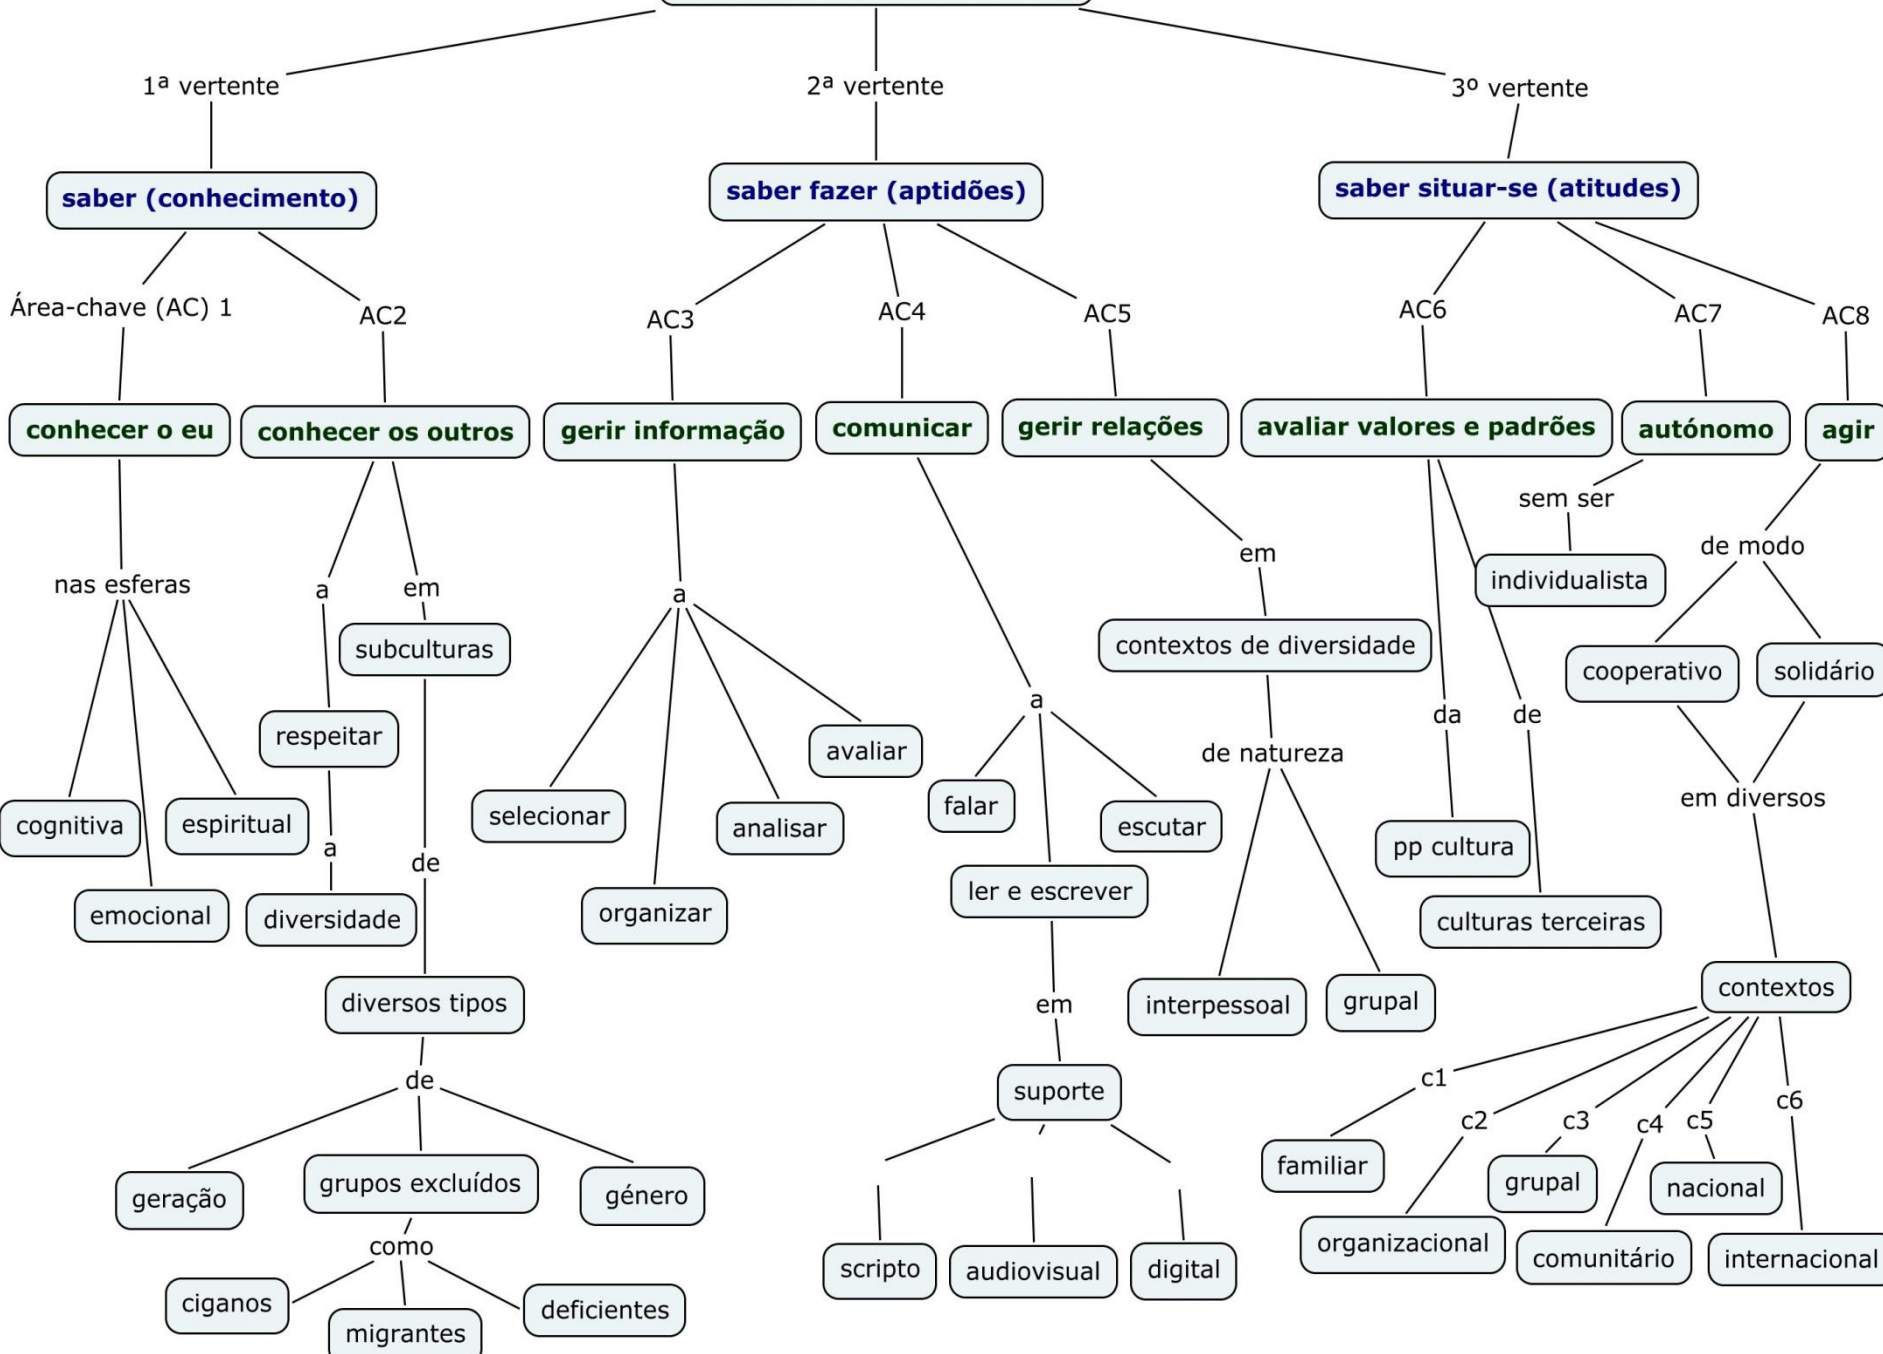 1ª vertente
2ª vertente
3º vertente
saber (conhecimento)
saber fazer (aptidões)
saber situar-se (atitudes)
Área-chave (AC) 1
AC2
AC3
AC4
AC5
AC6
AC7
AC8
conhecer o eu
conhecer os outros
gerir informação
comunicar
gerir relações
avaliar valores e padrões
autónomo
agir
sem ser
individualista
de modo
em
nas esferas
a
em
a
subculturas
contextos de diversidade
cooperativo
solidário
respeitar
a
da
de
avaliar
de natureza
em diversos
cognitiva
espiritual
selecionar
analisar
falar
escutar
a
de
pp cultura
ler e escrever
emocional
diversidade
organizar
culturas terceiras
diversos tipos
em
interpessoal
grupal
contextos
de
suporte
c1
c2
c3
c4
c5
c6
geração
grupos excluídos
género
familiar
grupal
nacional
como
scripto
audiovisual
digital
organizacional
comunitário
internacional
ciganos
migrantes
deficientes